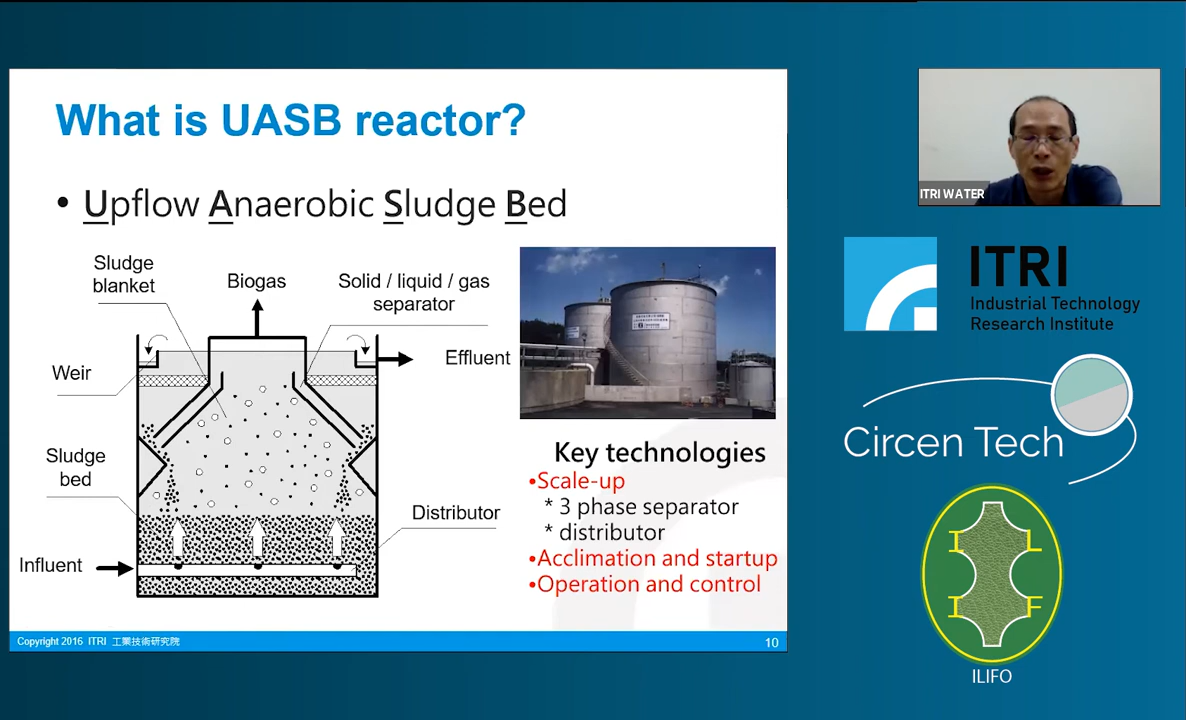 What is UASB reactor?
• Upflow Anaerobic Sludge Bed
Sludge
blanket
Biogas
Solid / liquid / gas
separator
Weir
Effluent
Sludge
bed
Distributor
Influent
Key technologies
•Scale-up
* 3 phase separator
* distributor
•Acclimation and startup
•Operation and control
Copyright 2016 ITRI 工業技術研究院
10
ITRI WATER
ITRI
Industrial Technology
Research Institute
Circen Tech
I L
I F
ILIFO